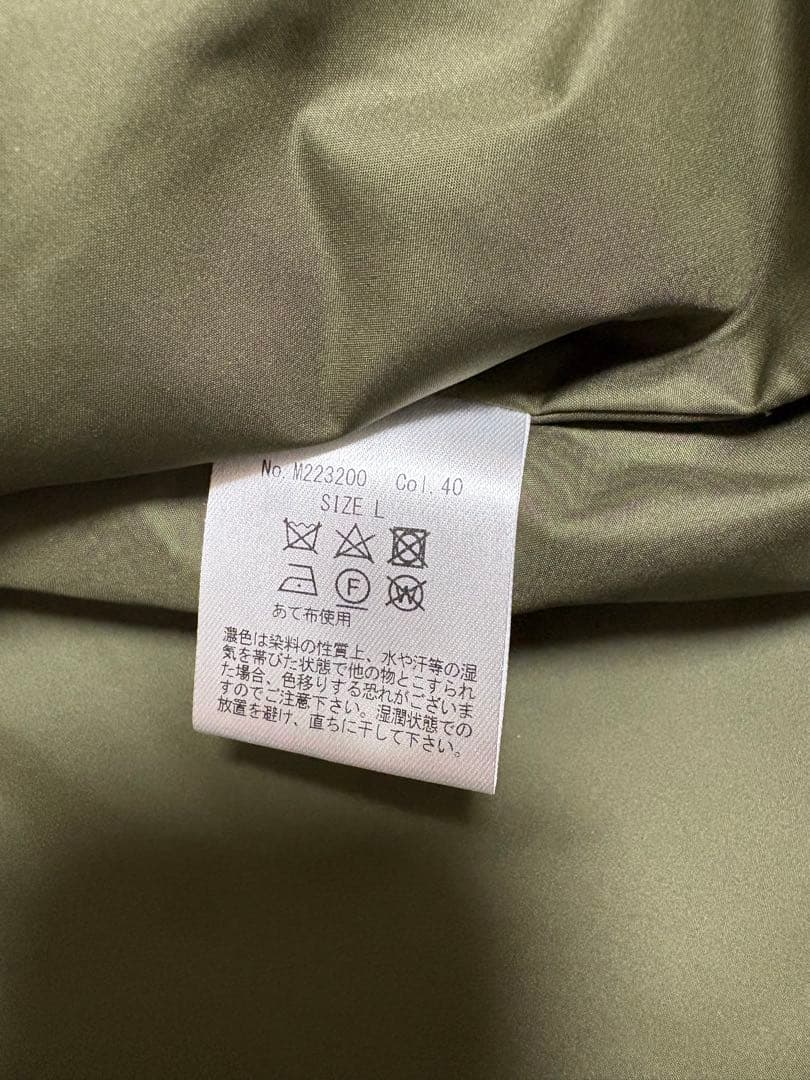 No. M223200 Col. 40
SIZE L
F
W
あて布使用
濃色は染料の性質上、水や汗等の湿
気を帯びた状態で他の物とこすられ
た場合、色移りする恐れがございま
すのでご注意下さい。湿潤状態での
放置を避け、直ちに干して下さい。